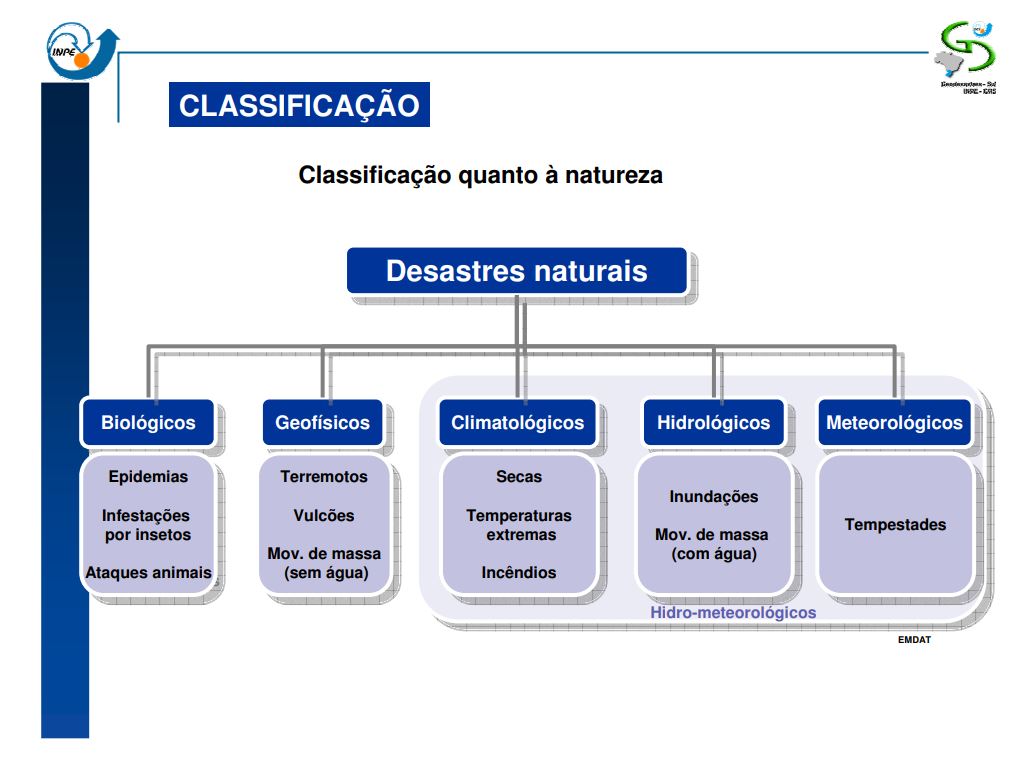 INPE
Geodesastres - Sul
INPE - CRS
CLASSIFICAÇÃO
Classificação quanto à natureza
Desastres naturais
Biológicos
Geofísicos
Climatológicos
Hidrológicos
Meteorológicos
Epidemias
Infestações
por insetos
Ataques animais
Terremotos
Vulcões
Mov. de massa
(sem água)
Secas
Temperaturas
extremas
Incêndios
Inundações
Mov. de massa
(com água)
Tempestades
Hidro-meteorológicos
EMDAT